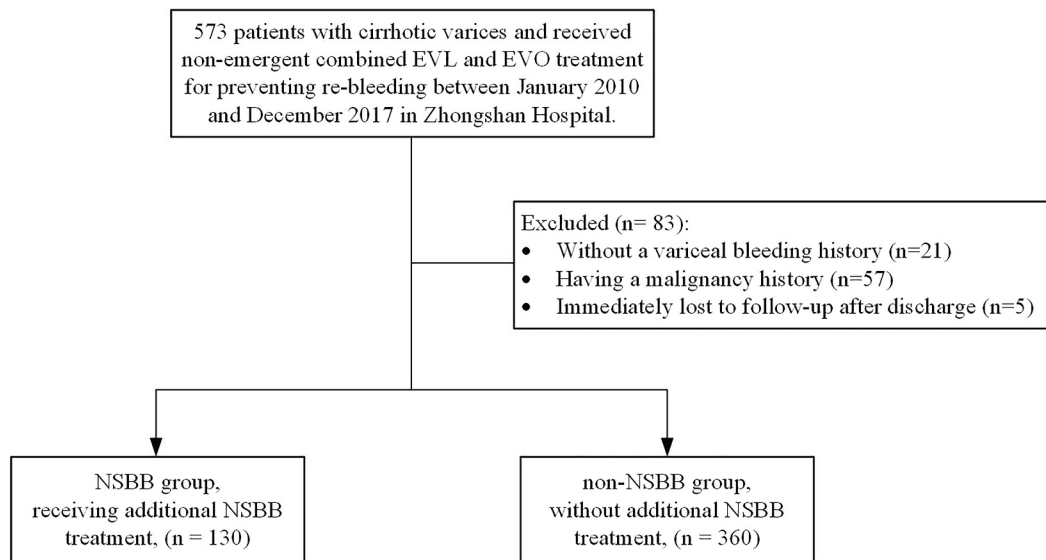 573 patients with cirrhotic varices and received
non-emergent combined EVL and EVO treatment
for preventing re-bleeding between January 2010
and December 2017 in Zhongshan Hospital.
Excluded (n= 83):
• Without a variceal bleeding history (n=21)
• Having a malignancy history (n=57)
• Immediately lost to follow-up after discharge (n=5)
NSBB group,
receiving additional NSBB
treatment, (n = 130)
non-NSBB group,
without additional NSBB
treatment, (n = 360)